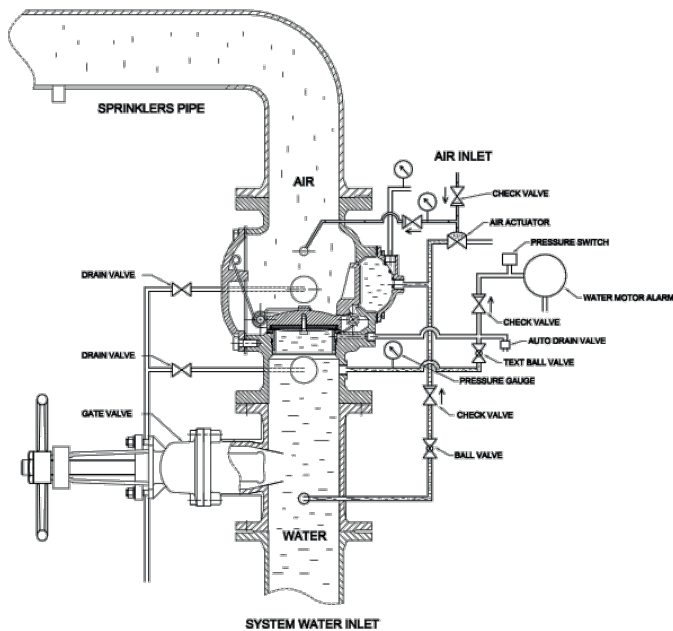 SPRINKLERS PIPE
AIR INLET
AIR
CHECK VALVE
AIR ACTUATOR
PRESSURE SWITCH
DRAIN VALVE
WATER MOTOR ALARM
CHECK VALVE
AUTO DRAIN VALVE
DRAIN VALVE
TEXT BALL VALVE
PRESSURE GAUGE
GATE VALVE
CHECK VALVE
BALL VALVE
WATER
SYSTEM WATER INLET